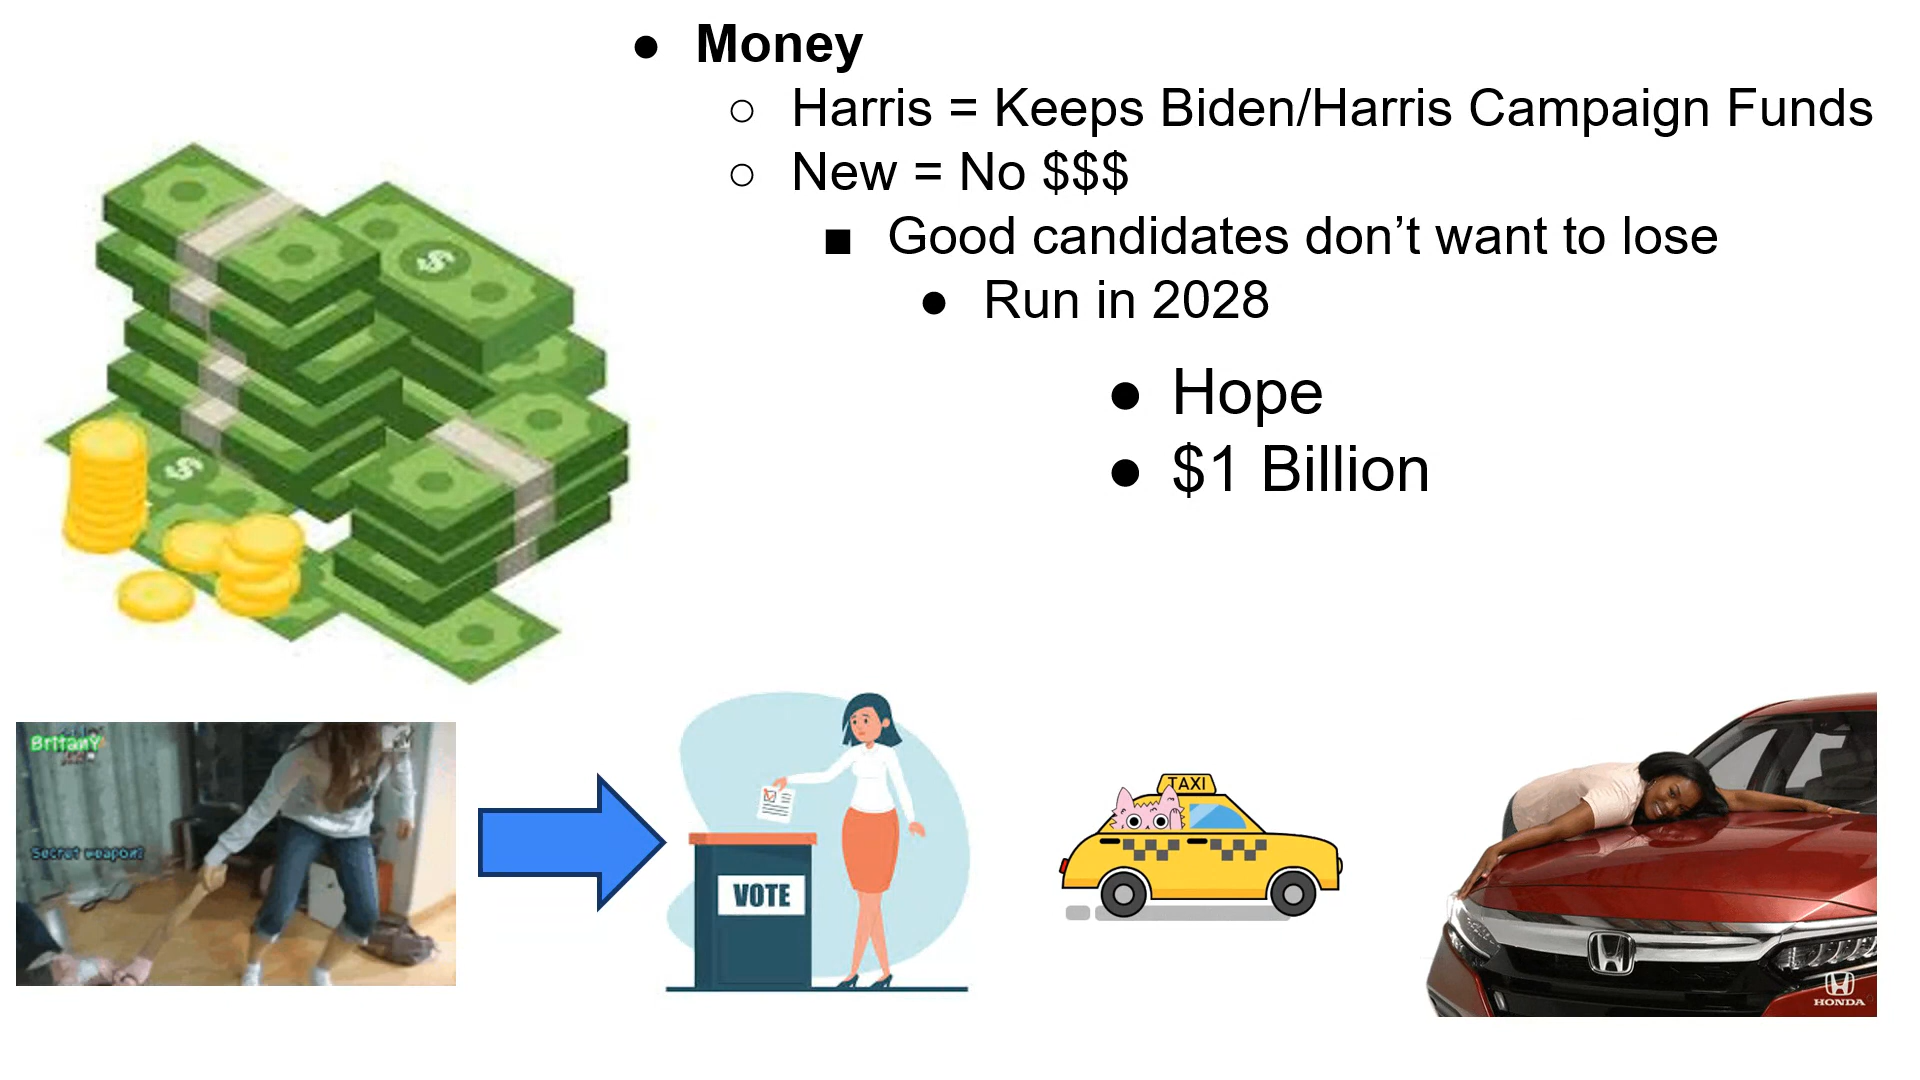 ● Money
○ Harris = Keeps Biden/Harris Campaign Funds
○ New = No $$$
■ Good candidates don’t want to lose
● Run in 2028
● Hope
● $1 Billion
BritanY
Secret weapon!
VOTE
TAXI
HONDA